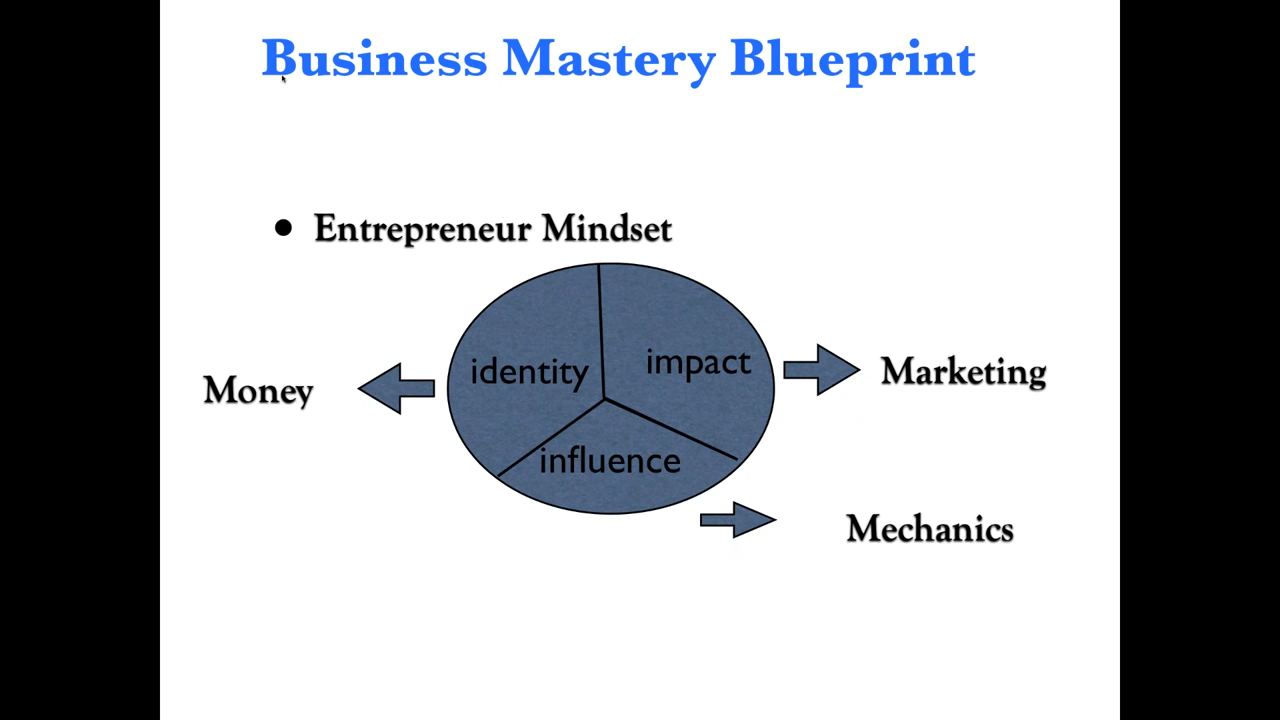 Business Mastery Blueprint
• Entrepreneur Mindset
identity
impact
influence
Money
Marketing
Mechanics